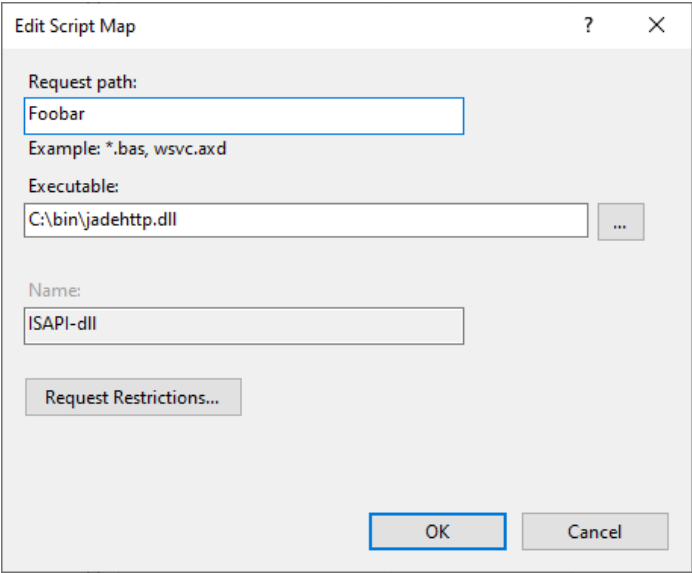 Edit Script Map
?
Request path:
Foobar
Example: *.bas, wsvc.axd
Executable:
C:\bin\jadehttp.dll
...
Name:
ISAPI-dll
Request Restrictions...
OK Cancel